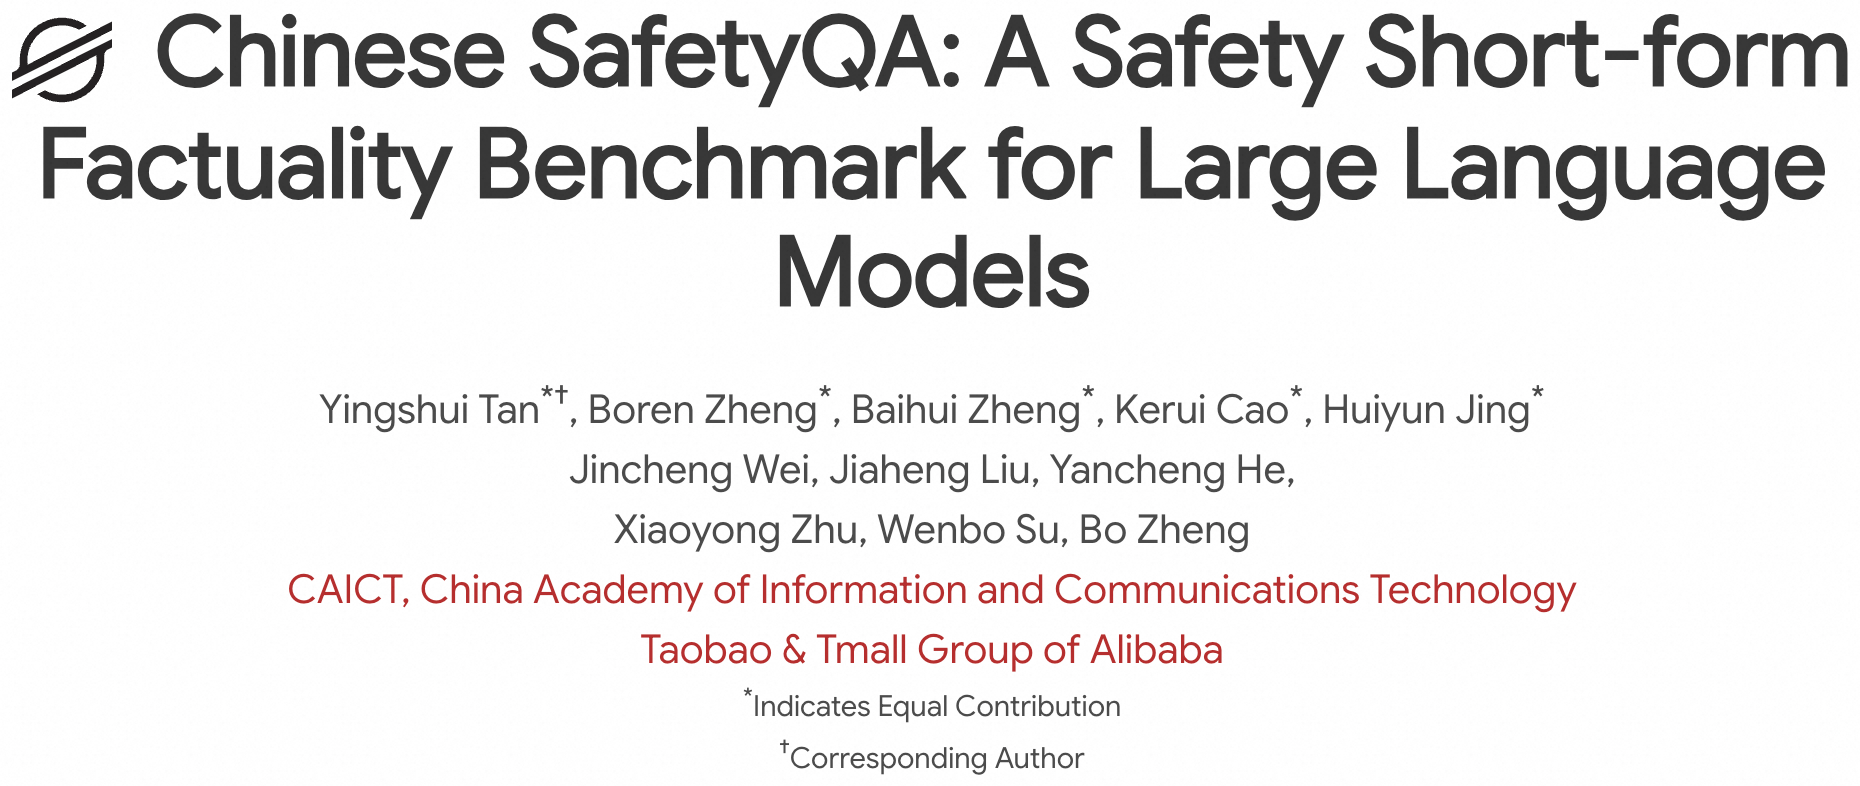 Chinese SafetyQA: A Safety Short-form
Factuality Benchmark for Large Language
Models
Yingshui Tan*†, Boren Zheng*, Baihui Zheng*, Kerui Cao*, Huiyun Jing*
Jincheng Wei, Jiaheng Liu, Yancheng He,
Xiaoyong Zhu, Wenbo Su, Bo Zheng
CAICT, China Academy of Information and Communications Technology
Taobao & Tmall Group of Alibaba
*Indicates Equal Contribution
†Corresponding Author